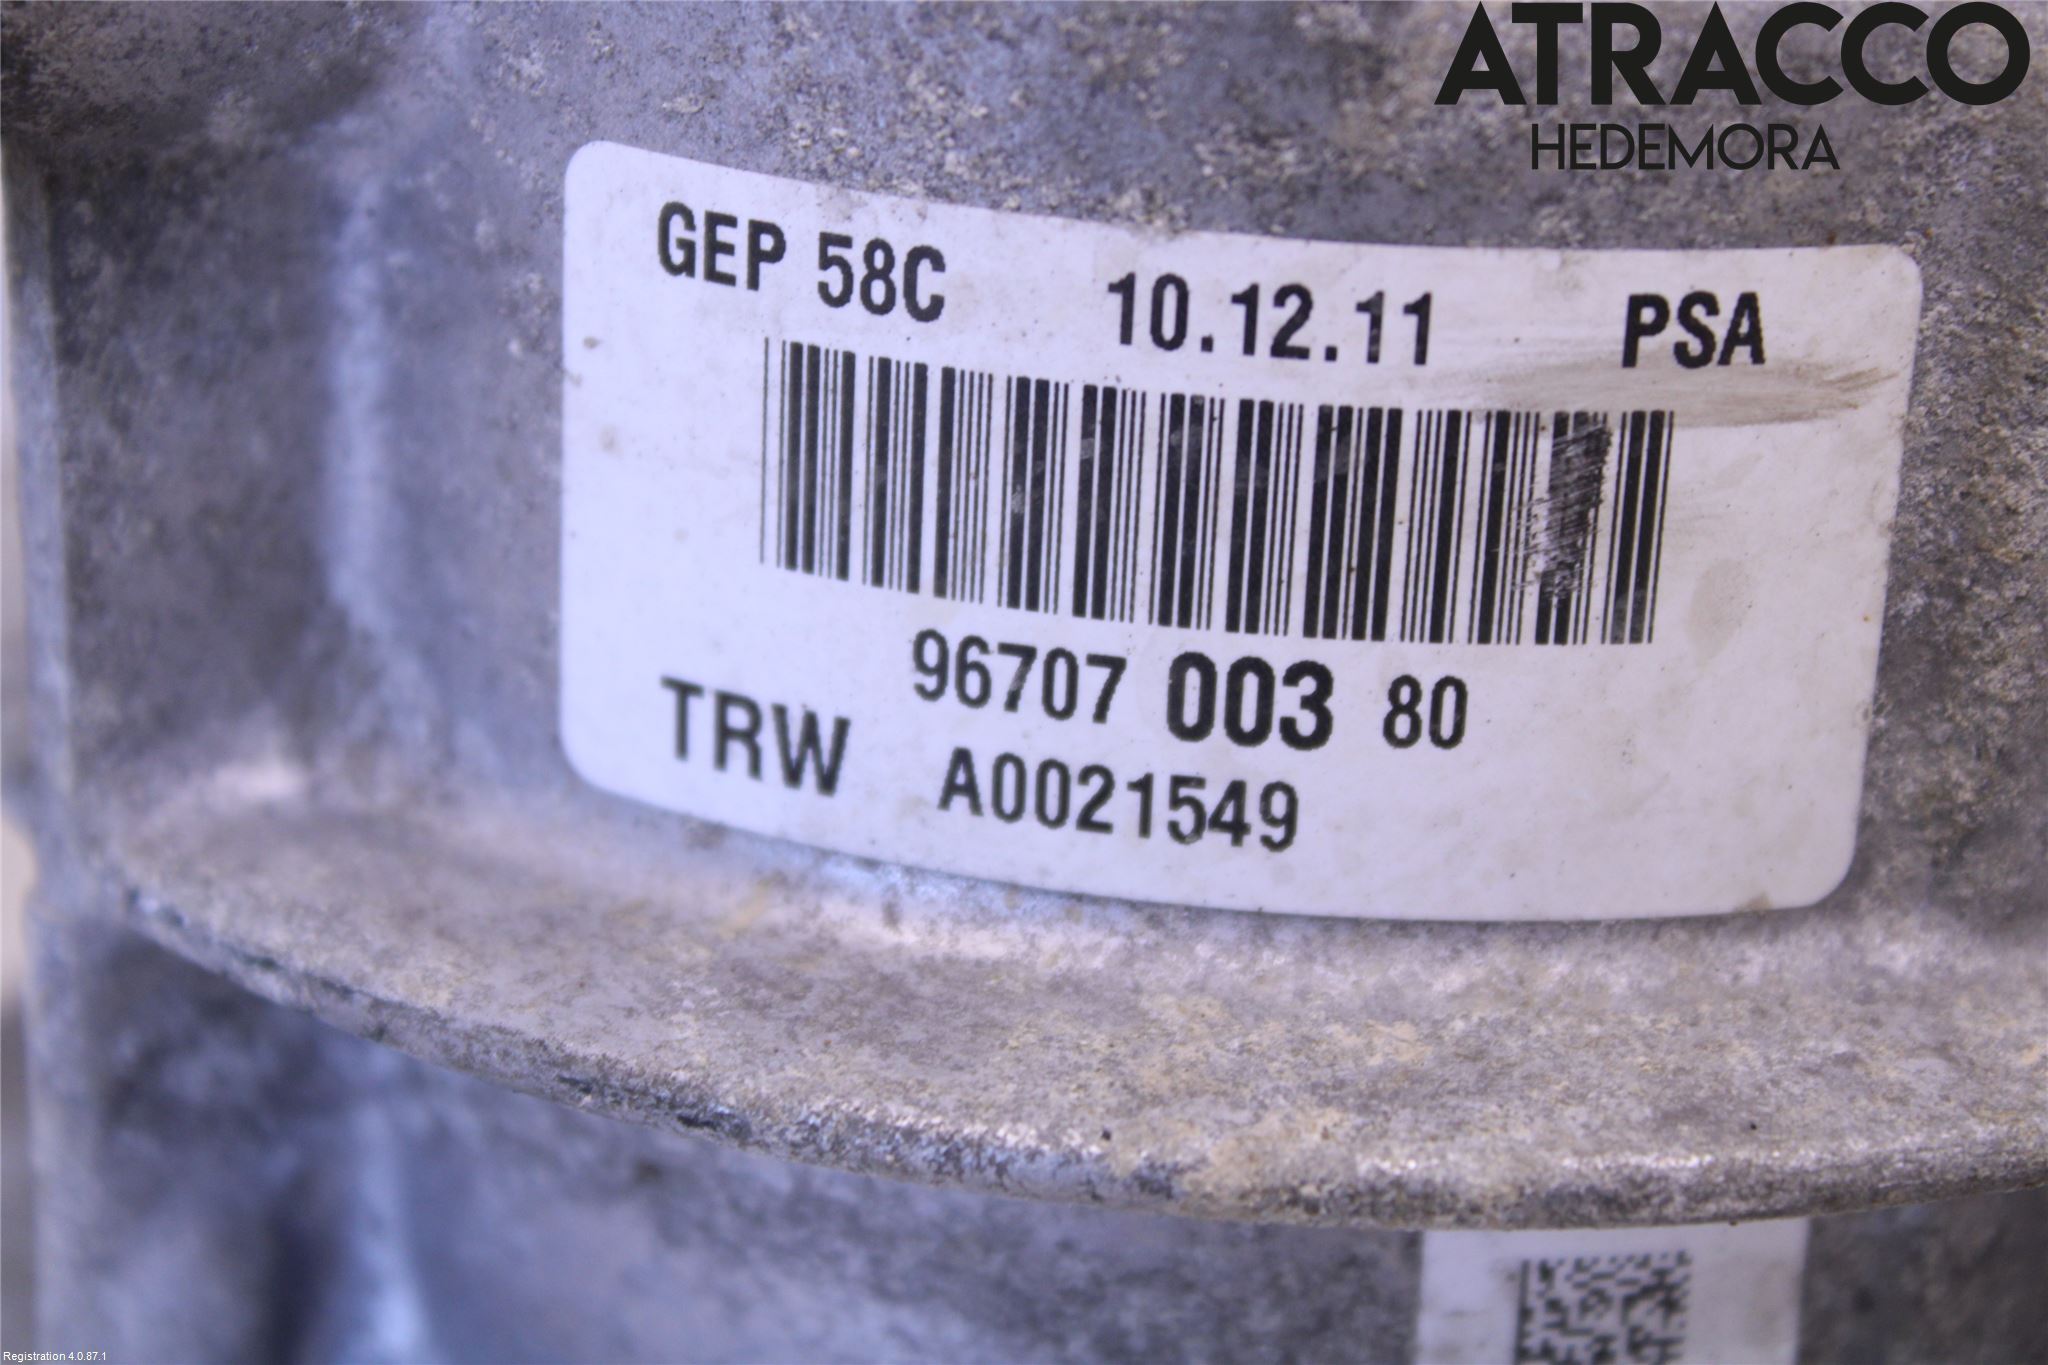 ATRACCO
HEDEMORA
GEP 58C 10.12.11 PSA
96707 003 80
TRW A0021549
Registration 4.0.87.1